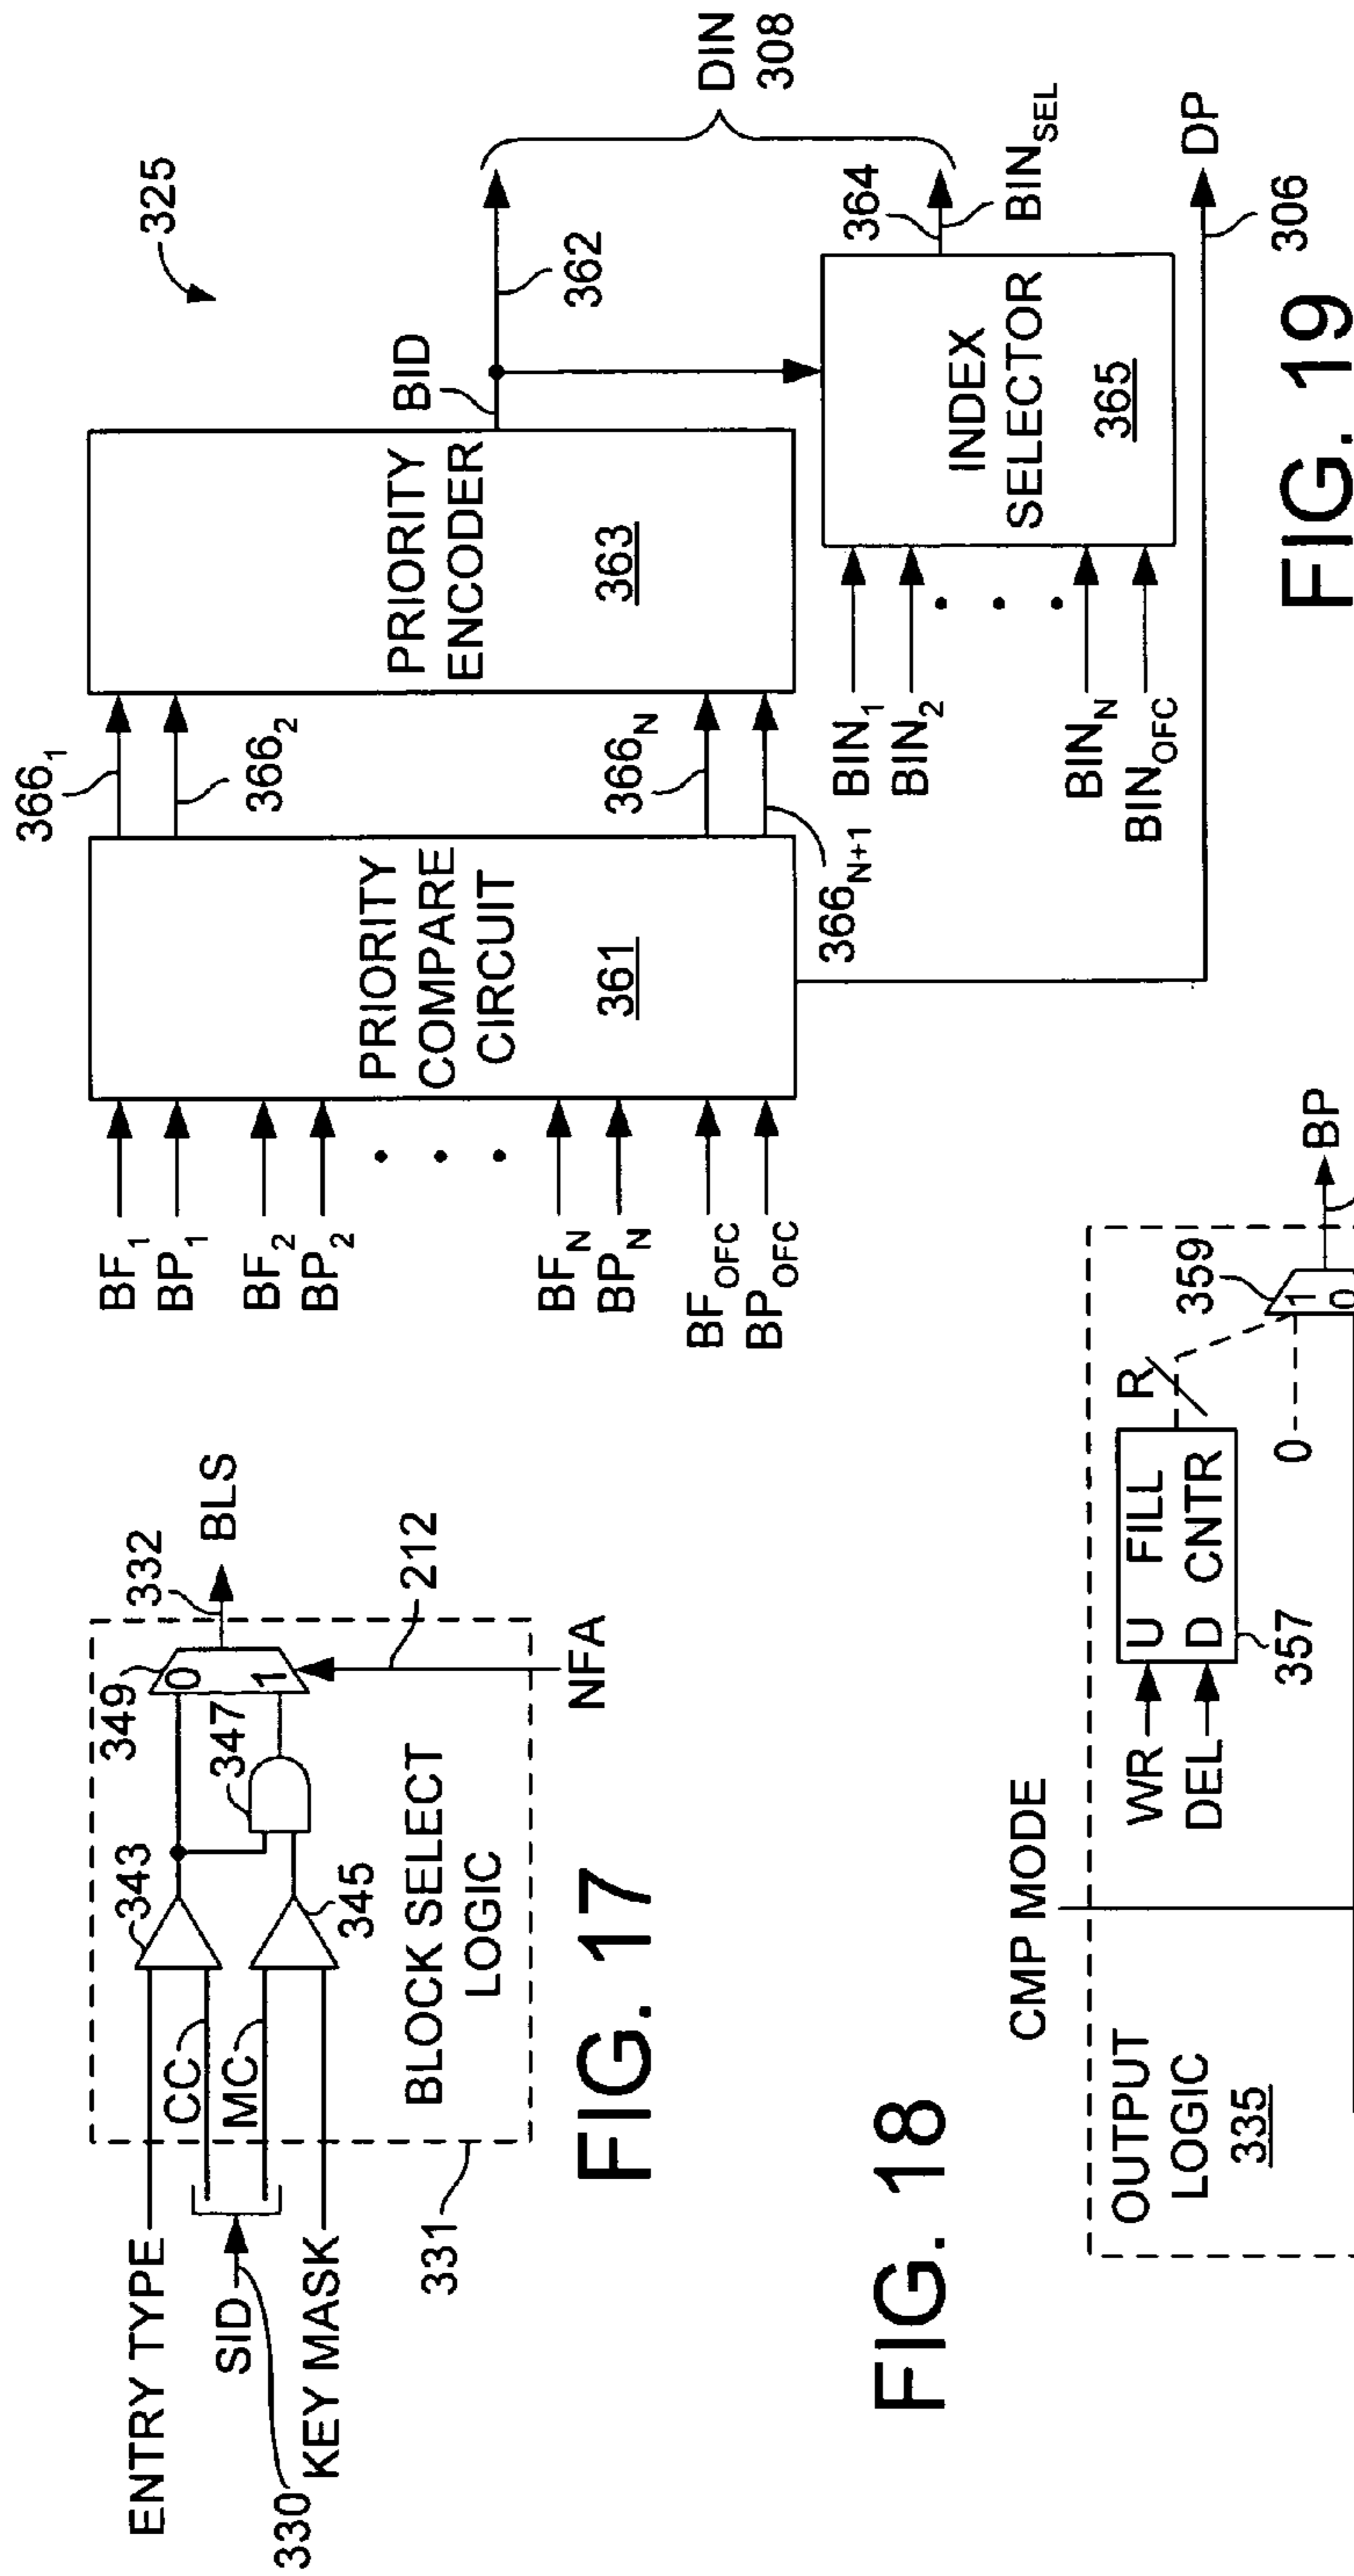 ENTRY TYPE
SID
330
KEY MASK
CC
MC
343
345
347
349
0
1
332
BLS
212
NFA
BLOCK SELECT
LOGIC
331
FIG. 17
FIG. 18
CMP MODE
OUTPUT
LOGIC
335
WR
DEL
U FILL
D CNTR
357
R
0
359
1
0
BP
325
BF1
BP1
BF2
BP2
BFN
BPN
BFOFC
BPOFC
PRIORITY
COMPARE
CIRCUIT
361
3661
3662
366N
366N+1
PRIORITY
ENCODER
363
BID
362
DIN
308
BIN1
BIN2
BINN
BINOFC
INDEX
SELECTOR
365
364
BINSEL
DP
306
FIG. 19